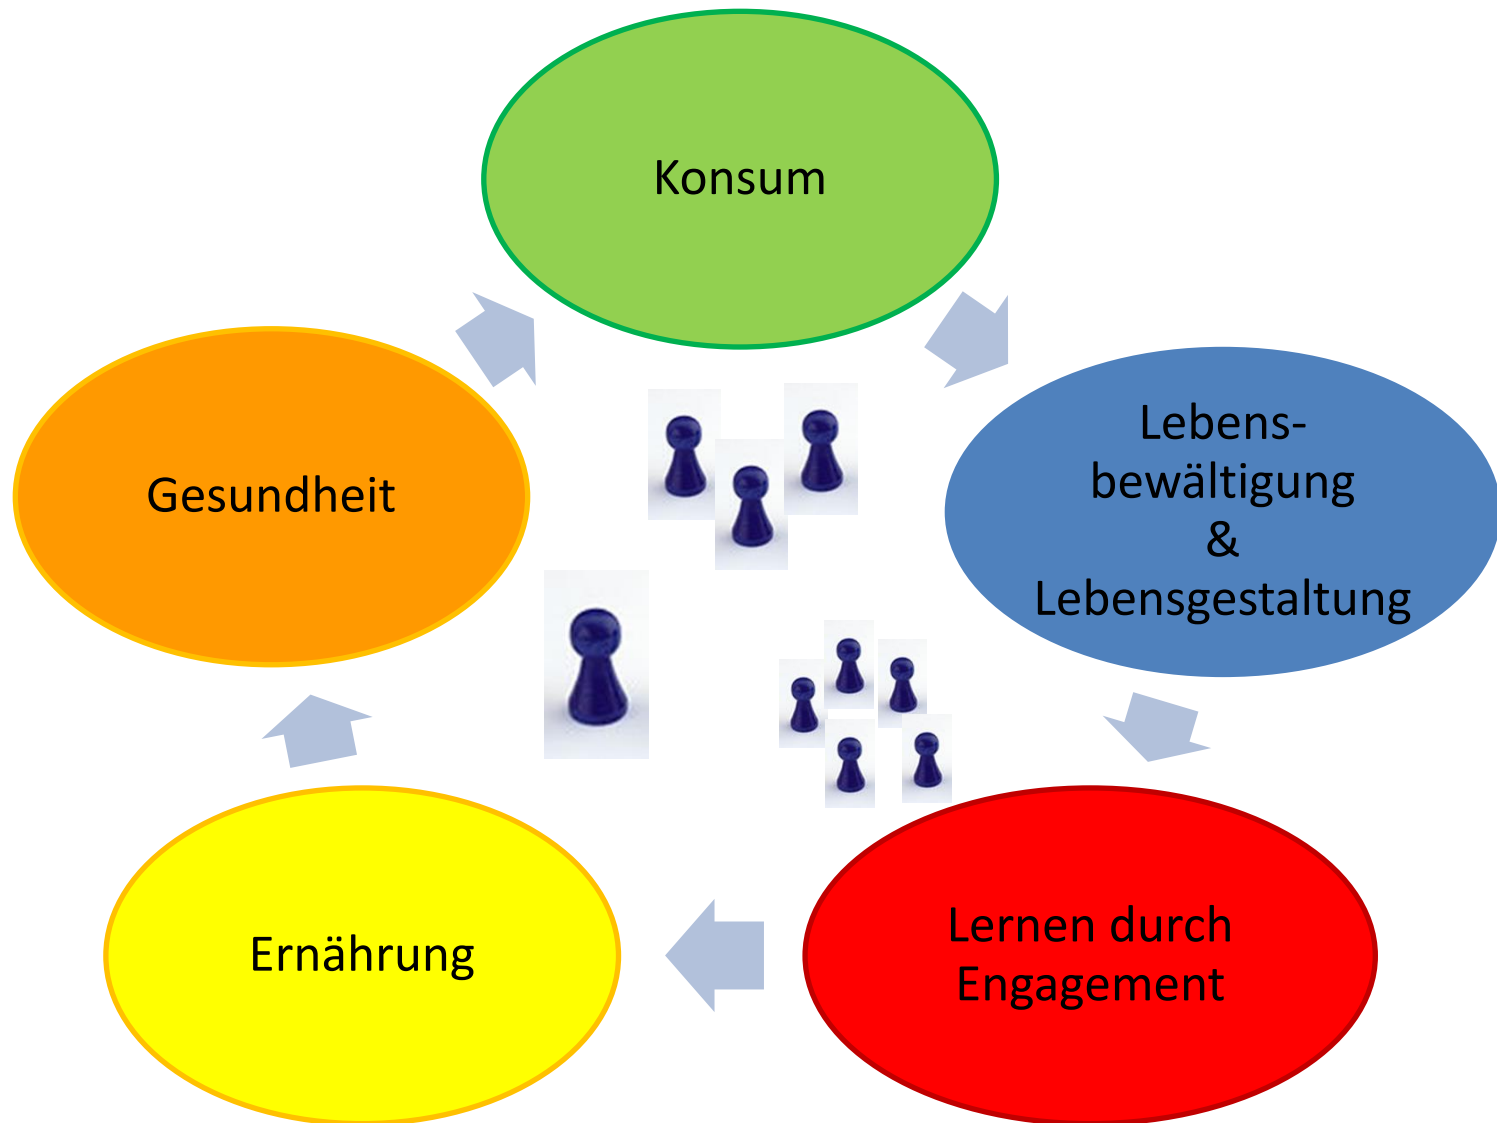 Konsum
Lebens-
bewältigung
&
Lebensgestaltung
Lernen durch
Engagement
Ernährung
Gesundheit